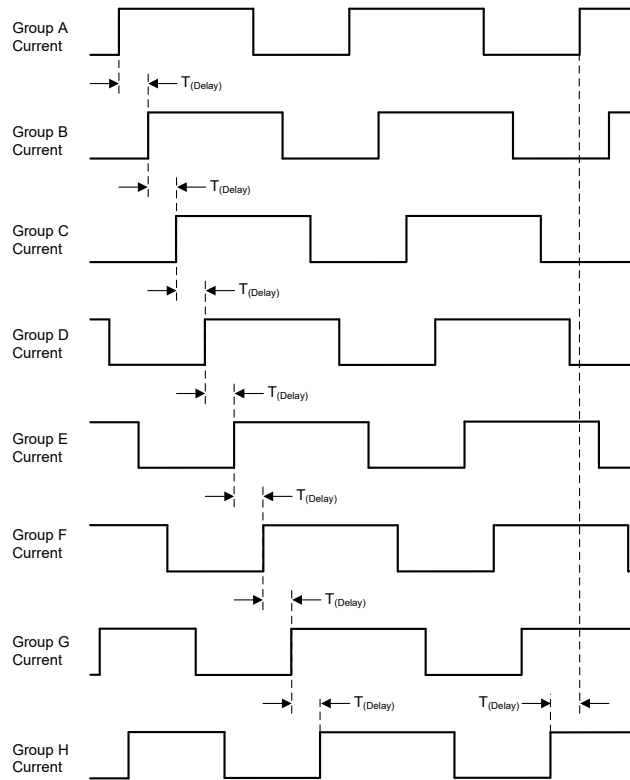 Group A
Current
T(Delay)
Group B
Current
T(Delay)
Group C
Current
T(Delay)
Group D
Current
T(Delay)
Group E
Current
T(Delay)
Group F
Current
T(Delay)
Group G
Current
T(Delay)
T(Delay)
Group H
Current